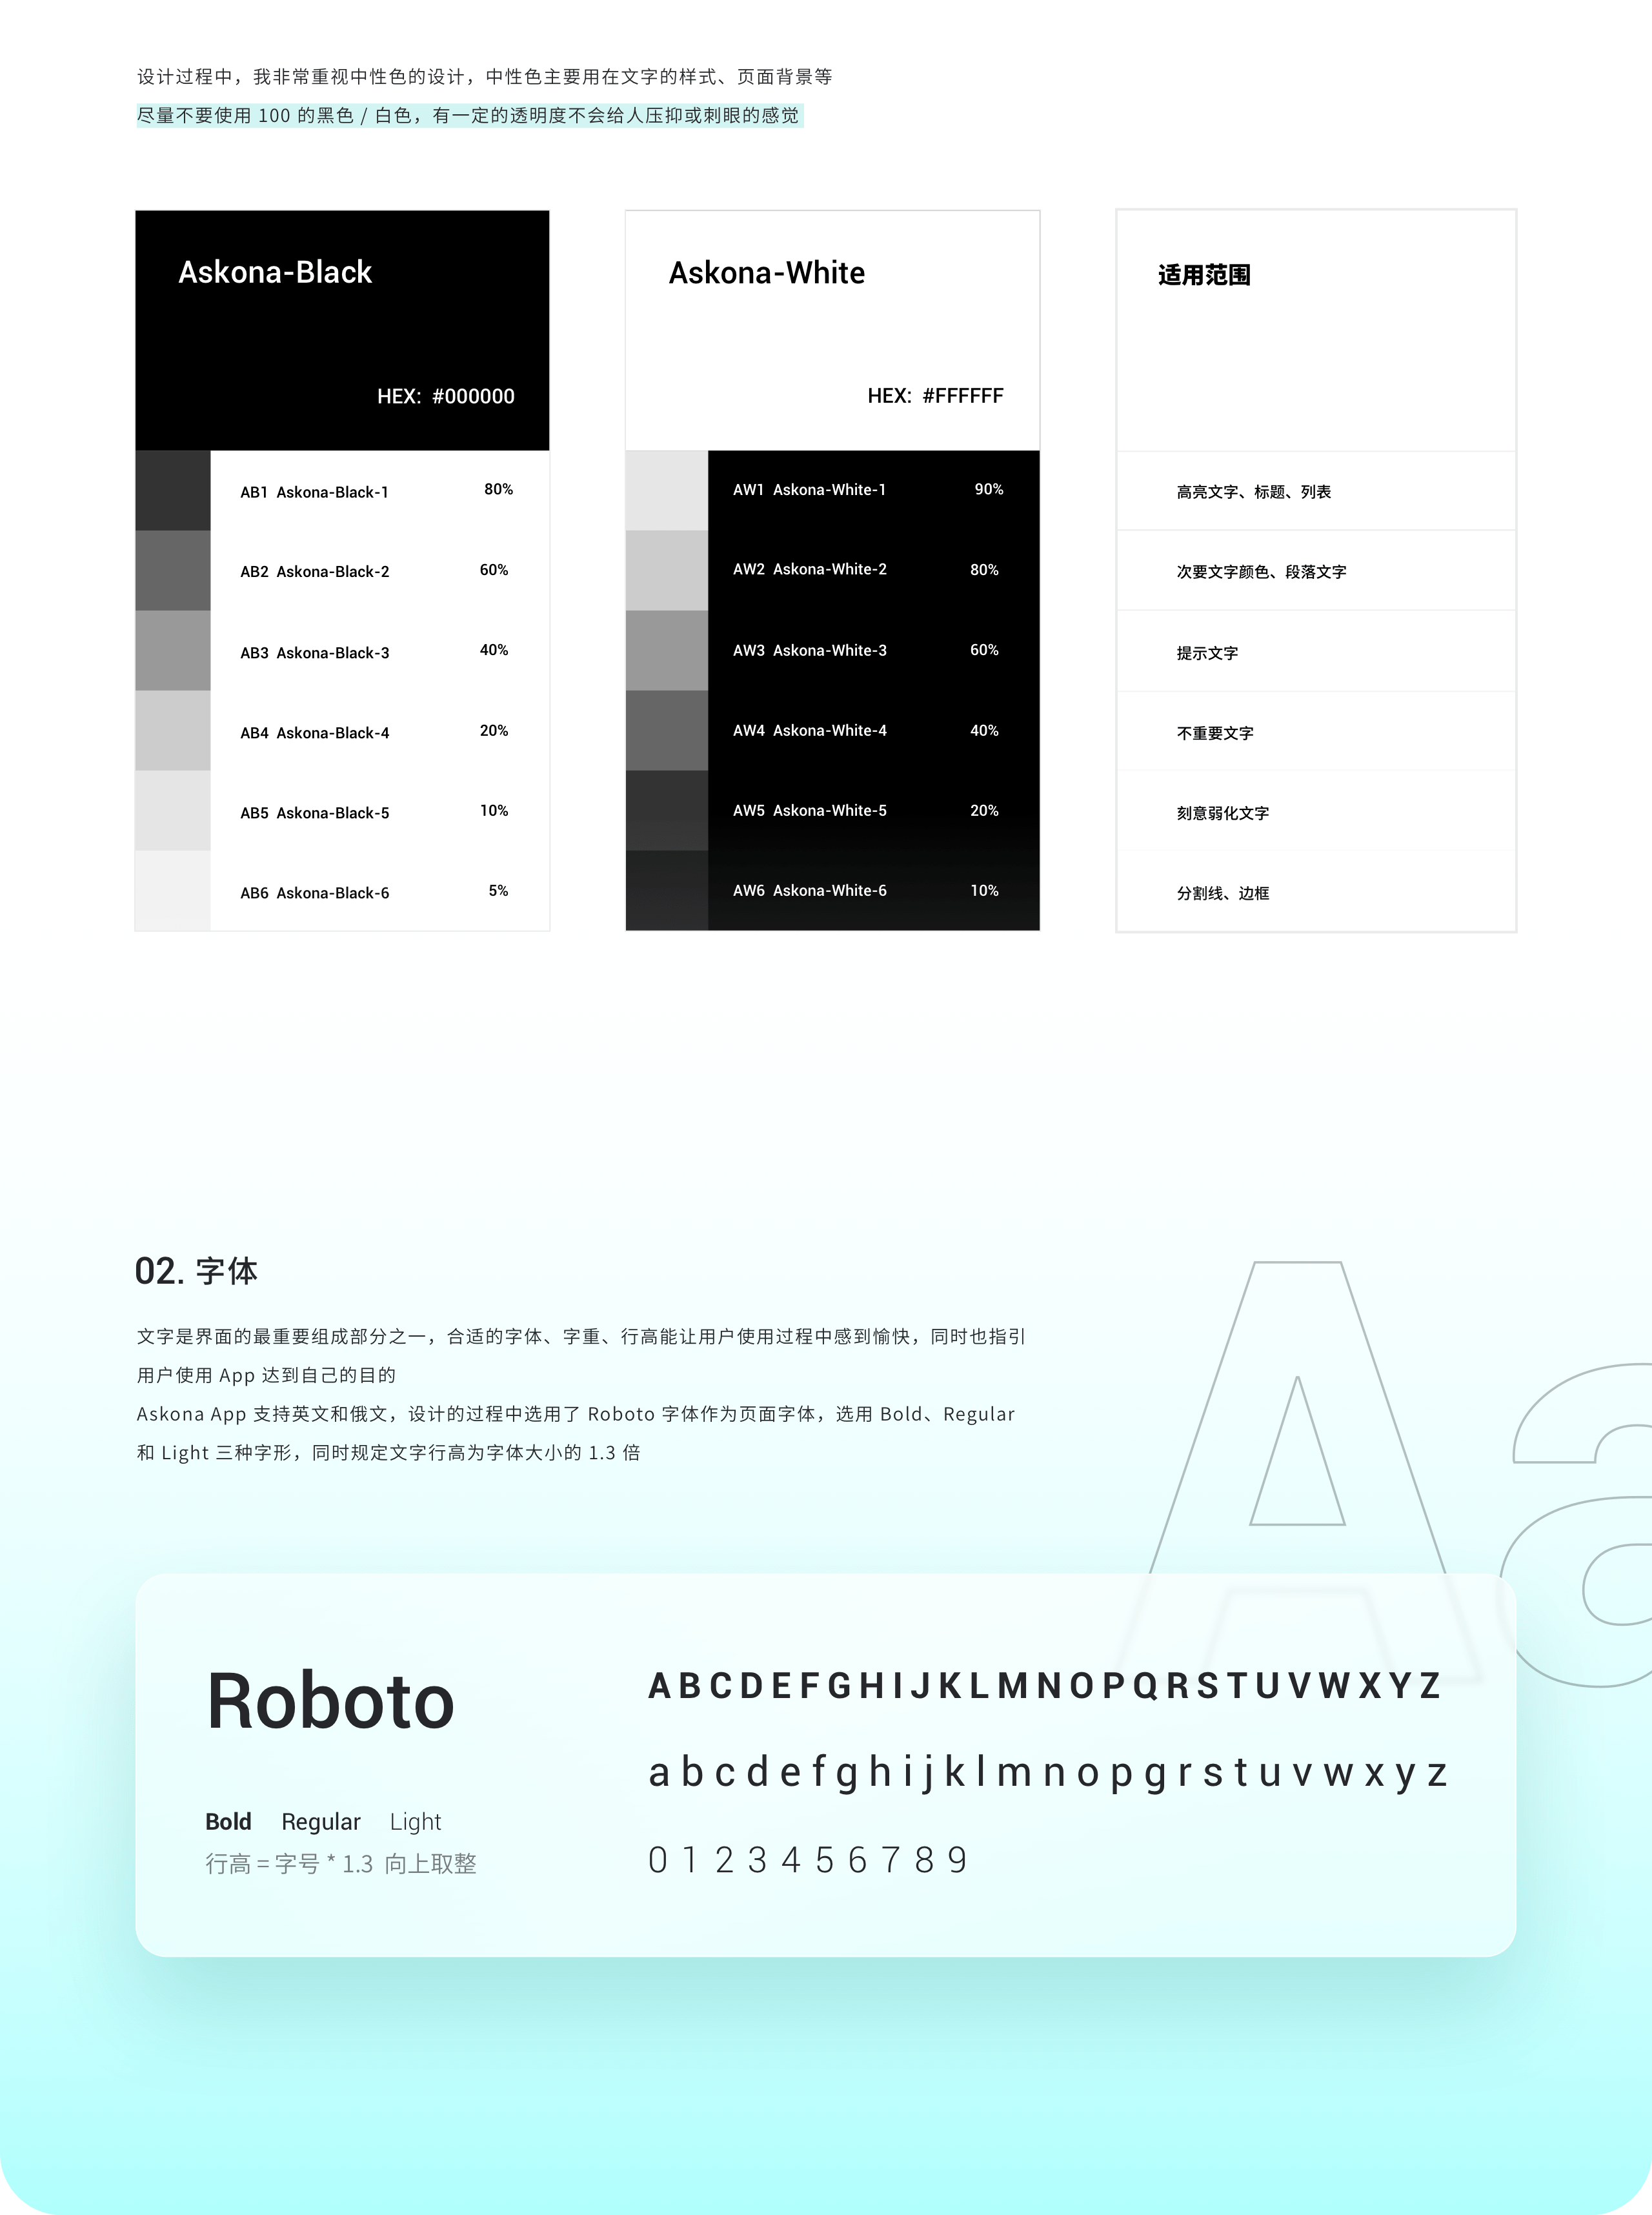 设计过程中，我非常重视中性色的设计，中性色主要用在文字的样式、页面背景等
尽量不要使用 100 的黑色 / 白色，有一定的透明度不会给人压抑或刺眼的感觉
Askona-Black
HEX: #000000
AB1 Askona-Black-1 80%
AB2 Askona-Black-2 60%
AB3 Askona-Black-3 40%
AB4 Askona-Black-4 20%
AB5 Askona-Black-5 10%
AB6 Askona-Black-6 5%
Askona-White
HEX: #FFFFFF
AW1 Askona-White-1 90%
AW2 Askona-White-2 80%
AW3 Askona-White-3 60%
AW4 Askona-White-4 40%
AW5 Askona-White-5 20%
AW6 Askona-White-6 10%
适用范围
高亮文字、标题、列表
次要文字颜色、段落文字
提示文字
不重要文字
刻意弱化文字
分割线、边框
02. 字体
文字是界面的最重要组成部分之一，合适的字体、字重、行高能让用户使用过程中感到愉快，同时也指引
用户使用 App 达到自己的目的
Askona App 支持英文和俄文，设计的过程中选用了 Roboto 字体作为页面字体，选用 Bold、Regular
和 Light 三种字形，同时规定文字行高为字体大小的 1.3 倍
Aa
Roboto
Bold Regular Light
行高 = 字号 * 1.3 向上取整
A B C D E F G H I J K L M N O P Q R S T U V W X Y Z
a b c d e f g h i j k l m n o p g r s t u v w x y z
0 1 2 3 4 5 6 7 8 9